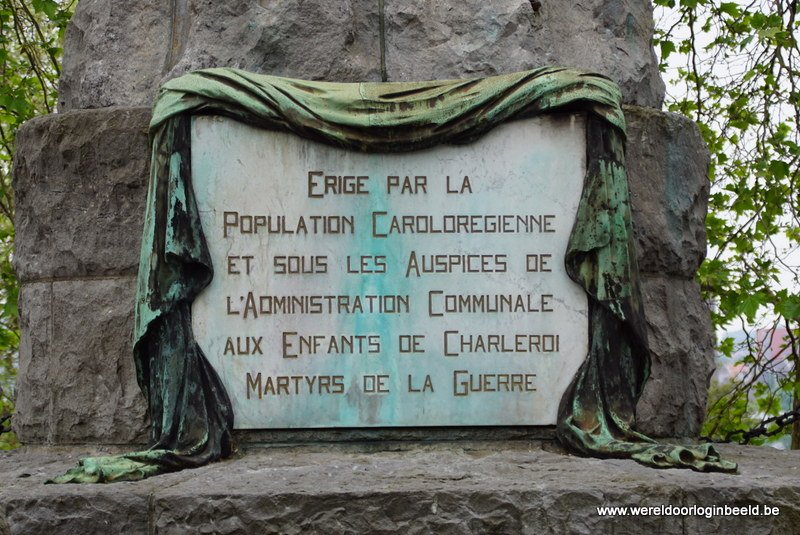 Erige par la
Population Caroloregienne
et sous les Auspices de
l'Administration Communale
aux Enfants de Charleroi
Martyrs de la Guerre
www.wereldoorloginbeeld.be